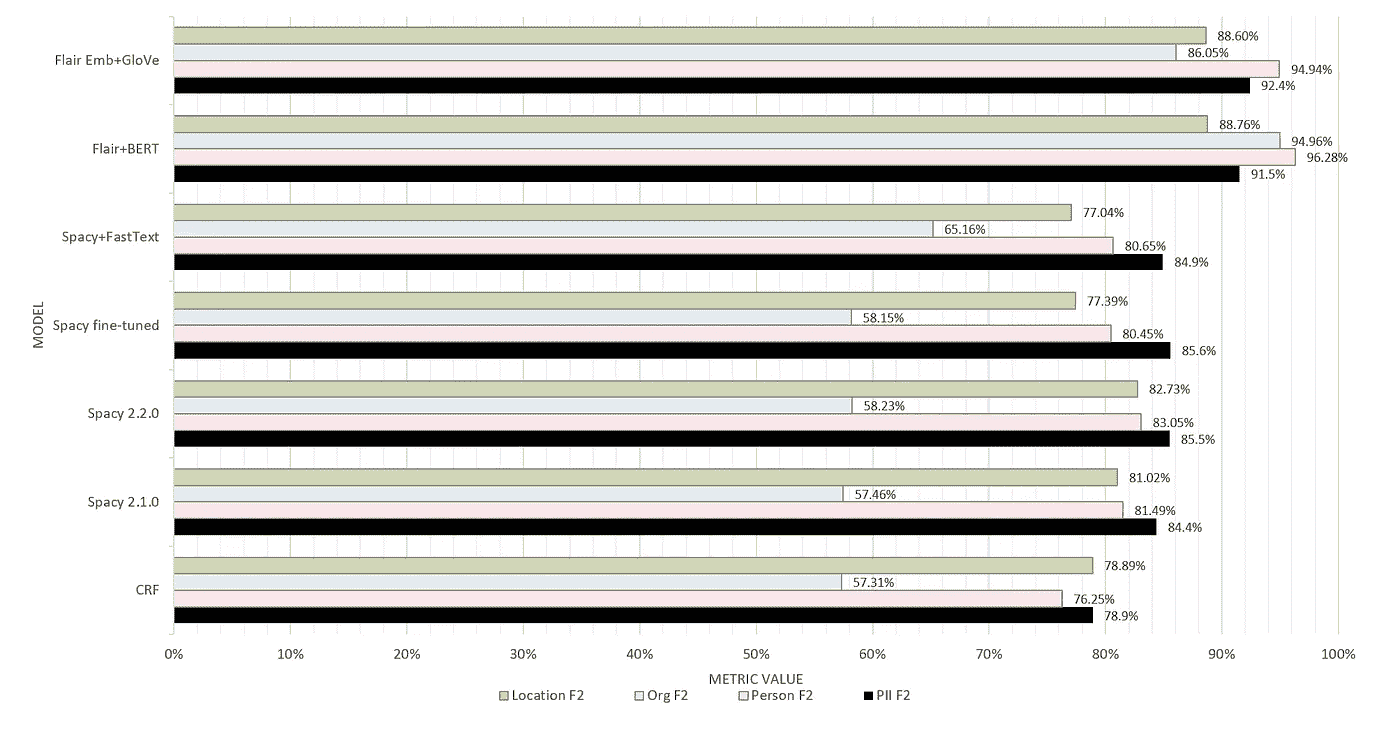 Flair Emb+GloVe
88.60%
86.05%
94.94%
92.4%
Flair+BERT
88.76%
94.96%
96.28%
91.5%
Spacy+FastText
77.04%
65.16%
80.65%
84.9%
MODEL
Spacy fine-tuned
77.39%
58.15%
80.45%
85.6%
Spacy 2.2.0
82.73%
58.23%
83.05%
85.5%
Spacy 2.1.0
81.02%
57.46%
81.49%
84.4%
CRF
78.89%
57.31%
76.25%
78.9%
0% 10% 20% 30% 40% 50% 60% 70% 80% 90% 100%
METRIC VALUE
Location F2 Org F2 Person F2 PII F2